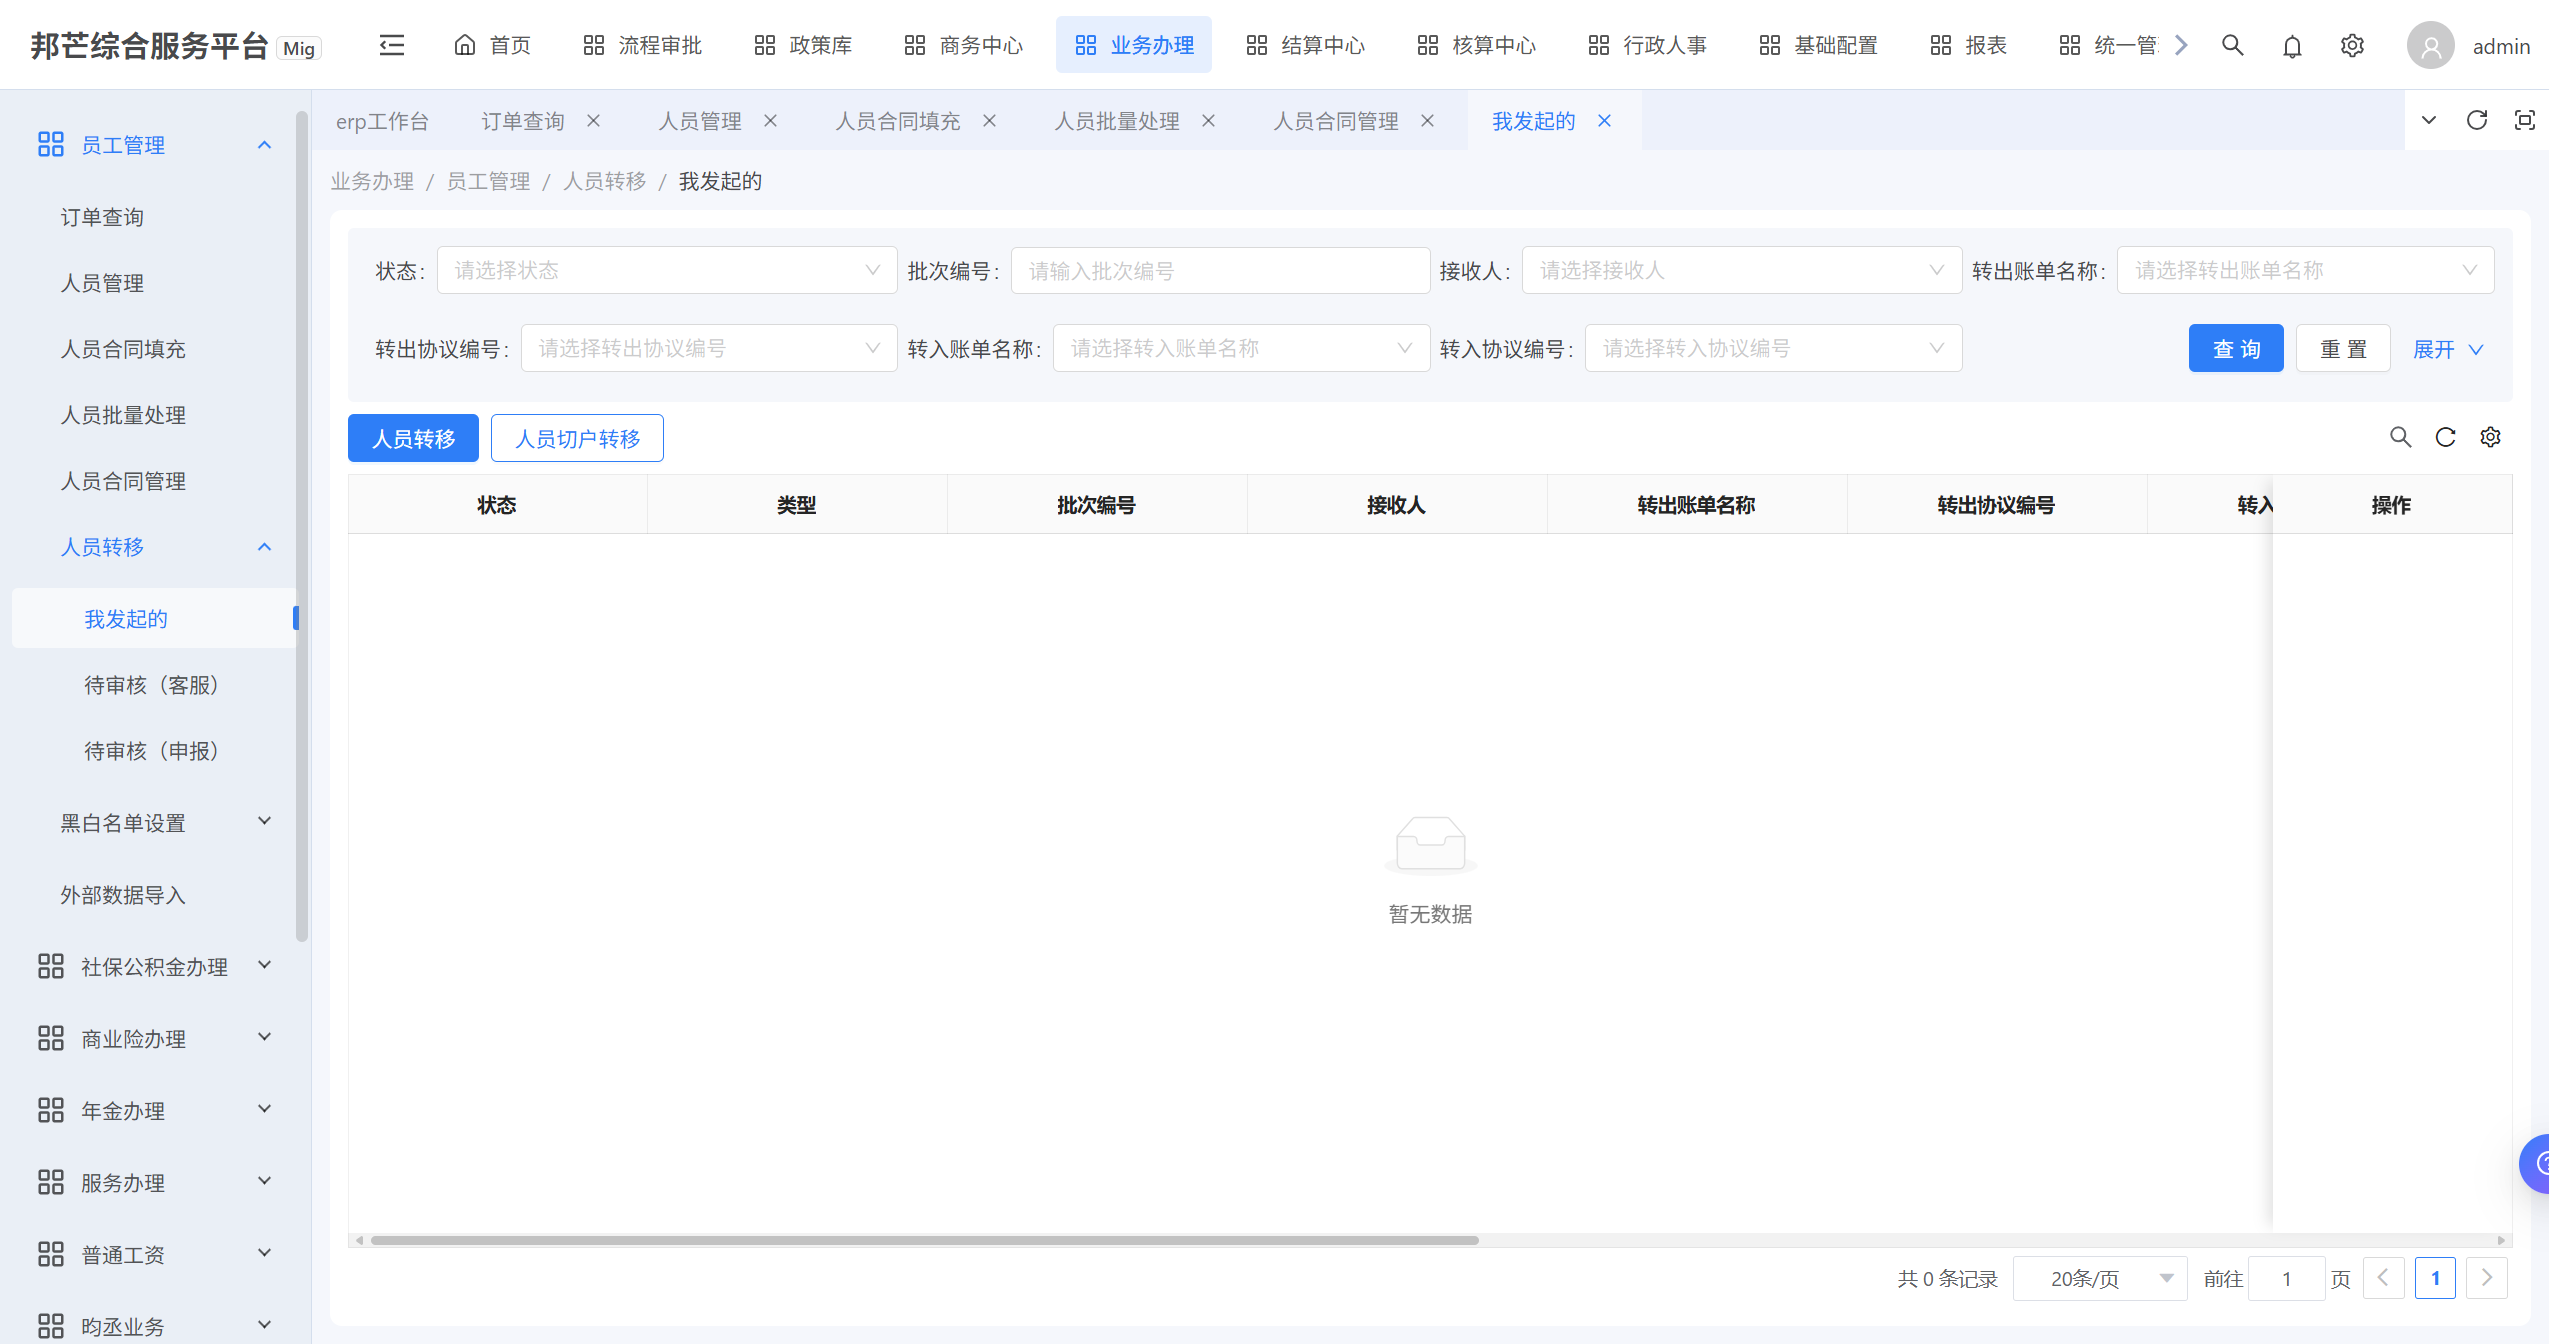 邦芒综合服务平台 Mig
首页 流程审批 政策库 商务中心 业务办理 结算中心 核算中心 行政人事 基础配置 报表 统一管 admin
erp工作台 订单查询 人员管理 人员合同填充 人员批量处理 人员合同管理 我发起的
业务办理 / 员工管理 / 人员转移 / 我发起的
员工管理
订单查询
人员管理
人员合同填充
人员批量处理
人员合同管理
人员转移
我发起的
待审核（客服）
待审核（申报）
黑白名单设置
外部数据导入
社保公积金办理
商业险办理
年金办理
服务办理
普通工资
昀丞业务
状态: 请选择状态 批次编号: 请输入批次编号 接收人: 请选择接收人 转出账单名称: 请选择转出账单名称
转出协议编号: 请选择转出协议编号 转入账单名称: 请选择转入账单名称 转入协议编号: 请选择转入协议编号 查 询 重 置 展开
人员转移 人员切户转移
状态 类型 批次编号 接收人 转出账单名称 转出协议编号 转入 操作
暂无数据
共 0 条记录 20条/页 前往 1 页 1